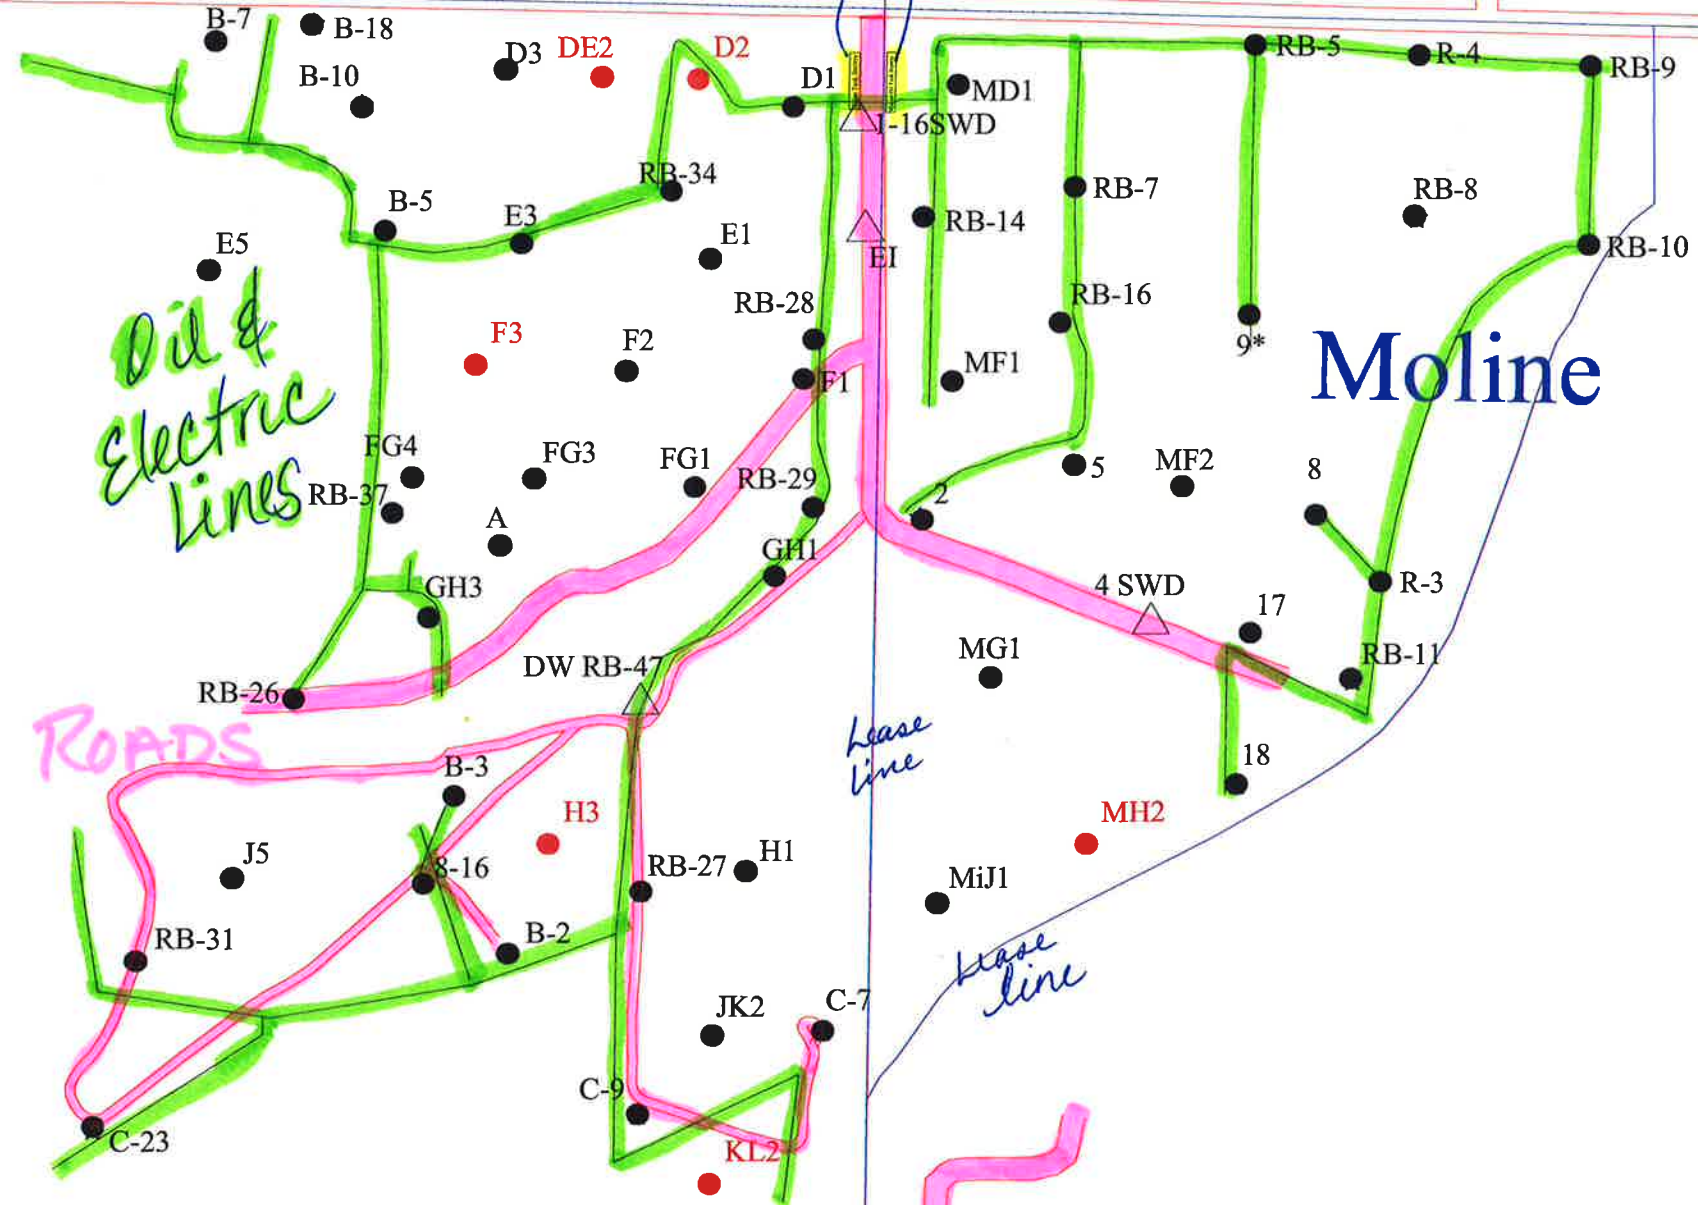 B-7
B-18
D3
DE2
D2
D1
MD1
RB-5
R-4
RB-9
B-10
1-16SWD
RB-34
RB-7
RB-8
B-5
E3
E1
RB-14
E5
EI
RB-10
RB-28
RB-16
Oil &
Electric
Lines
F3
F2
F1
MF1
9*
Moline
FG4
FG3
FG1
RB-29
5
MF2
8
RB-37
A
2
GH1
GH3
4 SWD
17
R-3
DW RB-47
MG1
RB-11
RB-26
ROADS
Lease
line
B-3
18
H3
MH2
J5
8-16
RB-27
H1
MiJ1
RB-31
B-2
Lease
line
JK2
C-7
C-9
C-23
KL2